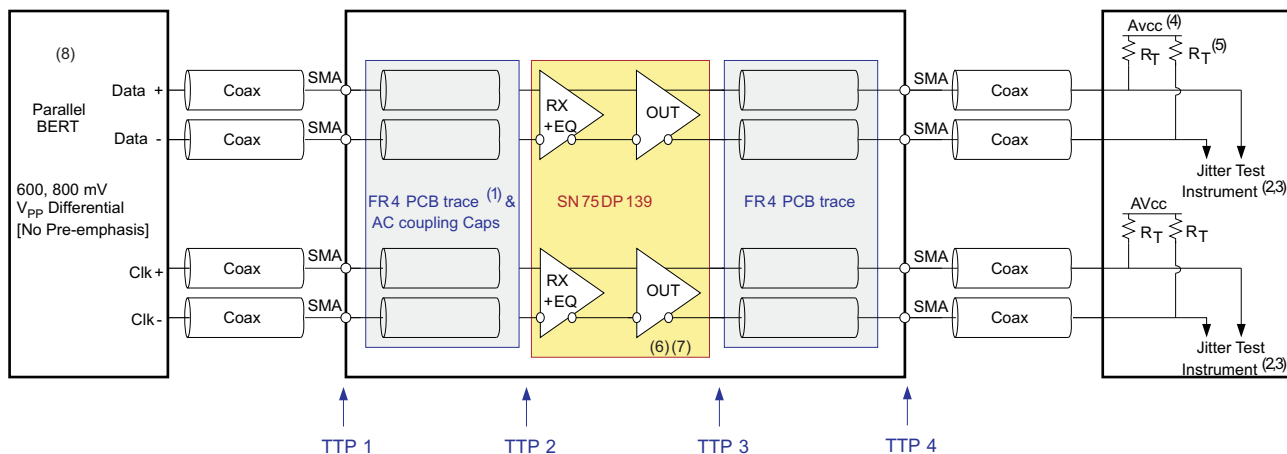 (8)
Parallel
BERT
600, 800 mV
VPP Differential
[No Pre-emphasis]
Data +
Data -
Clk+
Clk-
Coax
Coax
Coax
Coax
SMA
SMA
SMA
SMA
FR4 PCB trace (1) &
AC coupling Caps
RX
+EQ
OUT
SN75DP139
RX
+EQ
OUT
(6)(7)
FR4 PCB trace
SMA
SMA
SMA
SMA
Coax
Coax
Coax
Coax
Avcc (4)
RT
RT (5)
Jitter Test
Instrument (2,3)
AVcc
RT
RT
Jitter Test
Instrument (2,3)
TTP 1
TTP 2
TTP 3
TTP 4